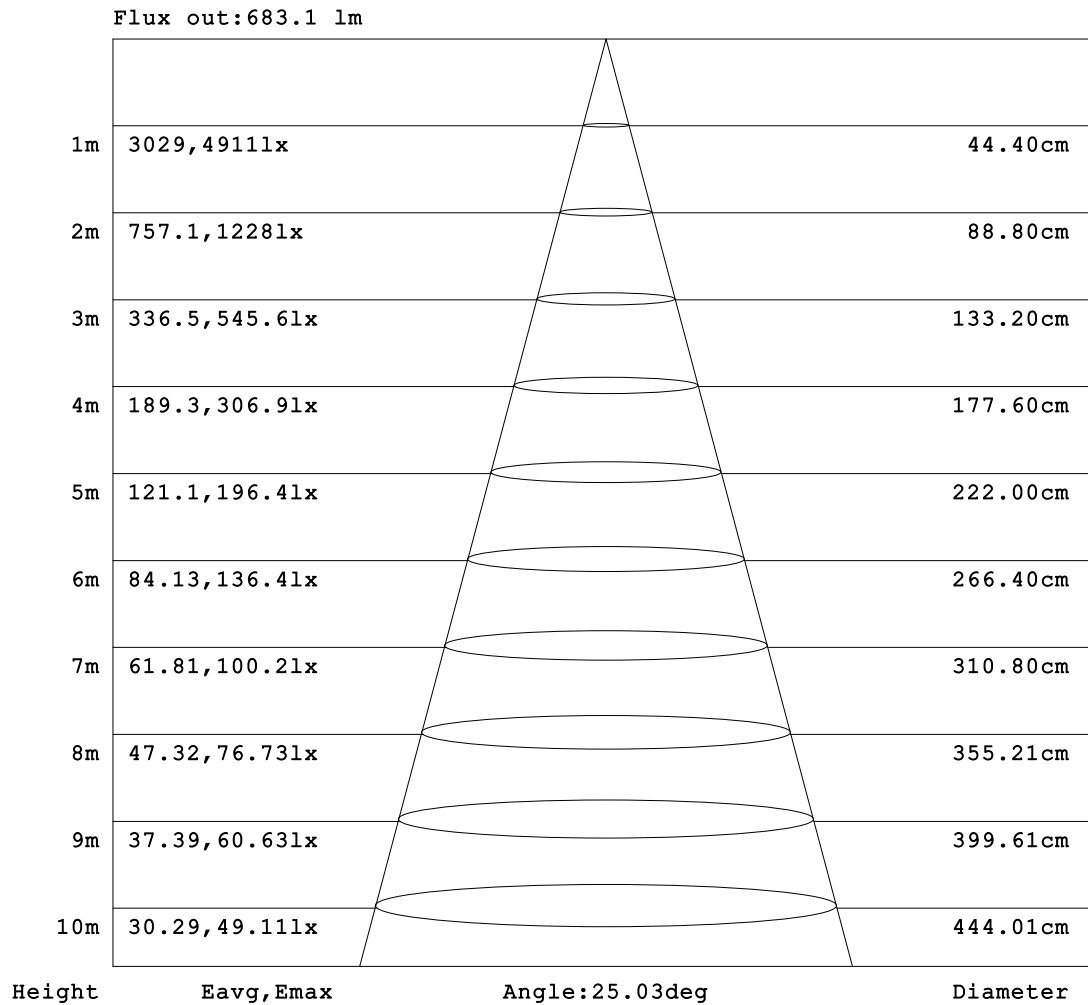 Flux out:683.1 lm
1m 3029,4911lx 44.40cm
2m 757.1,1228lx 88.80cm
3m 336.5,545.6lx 133.20cm
4m 189.3,306.9lx 177.60cm
5m 121.1,196.4lx 222.00cm
6m 84.13,136.4lx 266.40cm
7m 61.81,100.2lx 310.80cm
8m 47.32,76.73lx 355.21cm
9m 37.39,60.63lx 399.61cm
10m 30.29,49.11lx 444.01cm
Height Eavg,Emax Angle:25.03deg Diameter